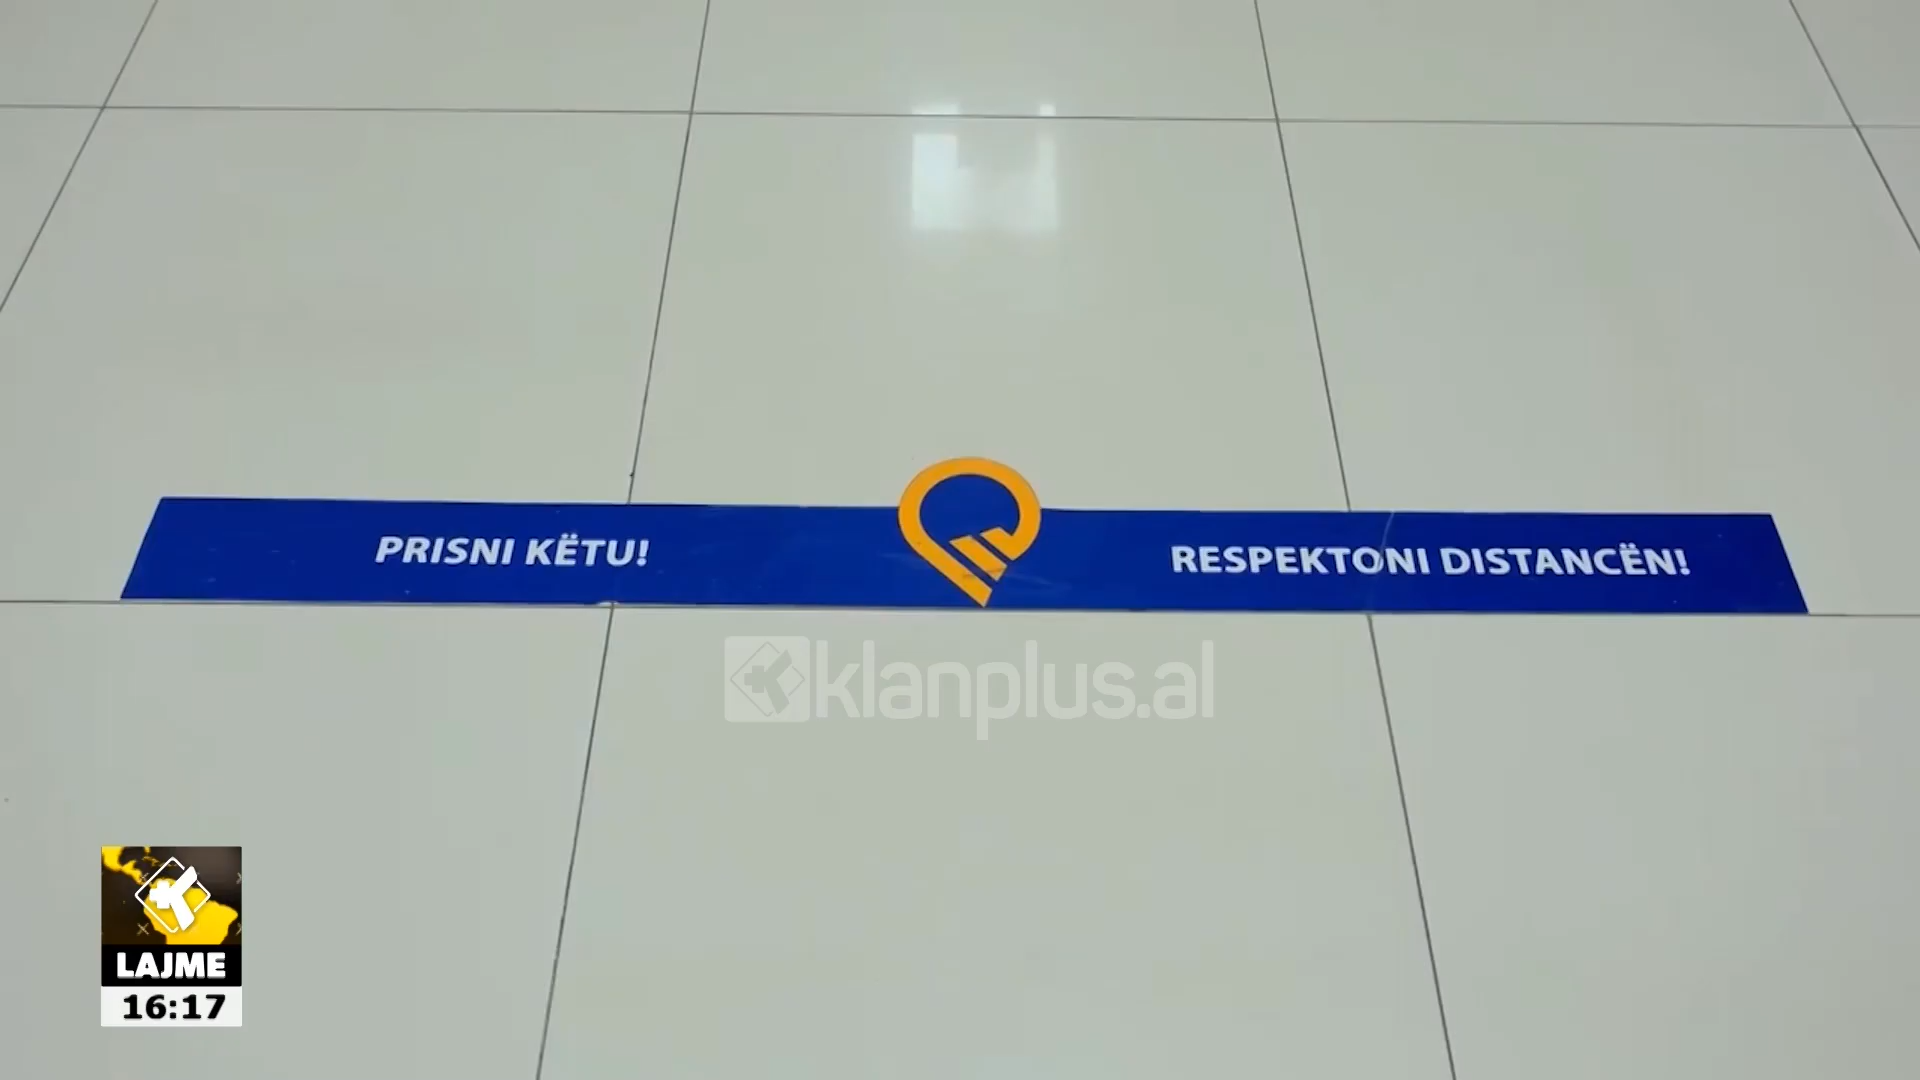 PRISNI KËTU!
RESPEKTONI DISTANCËN!
klanplus.al
LAJME
16:17